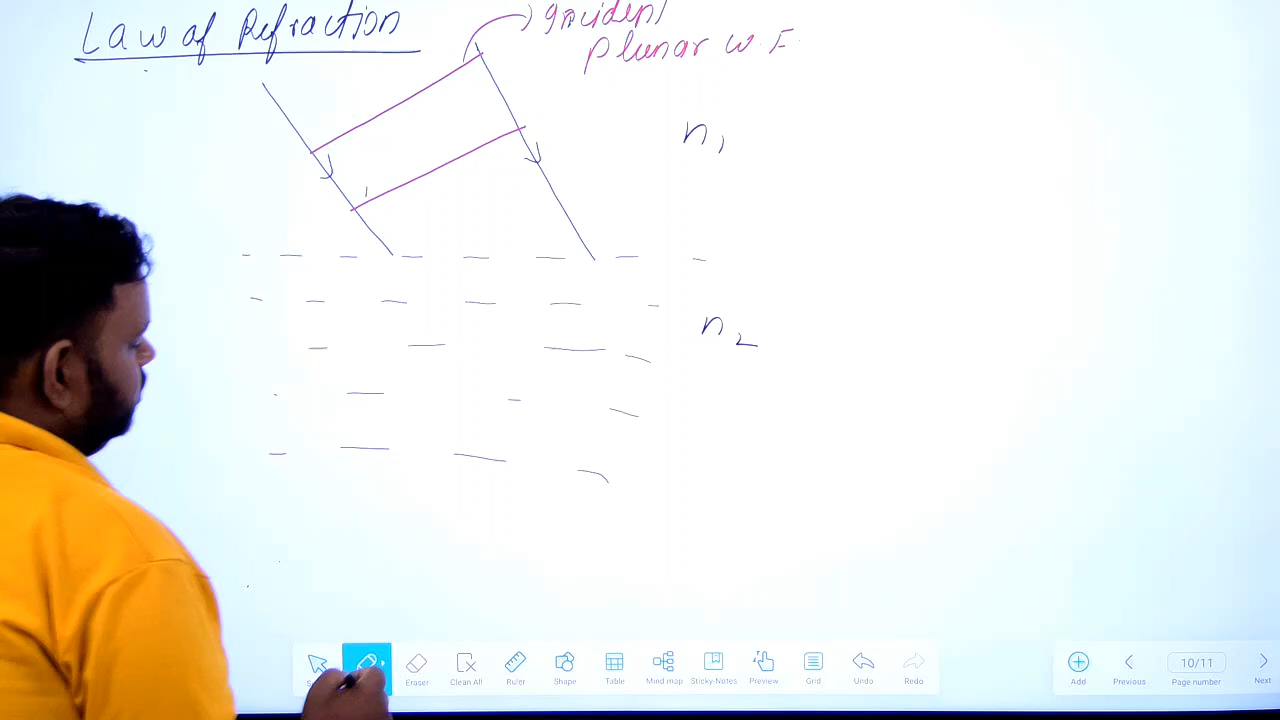 Law of Refraction
Incident
planar W.F.
n1
n2
Eraser
Clean All
Ruler
Shape
Table
Mind map
Sticky-Notes
Preview
Grid
Undo
Redo
Add
Previous
10/11
Page number
Next